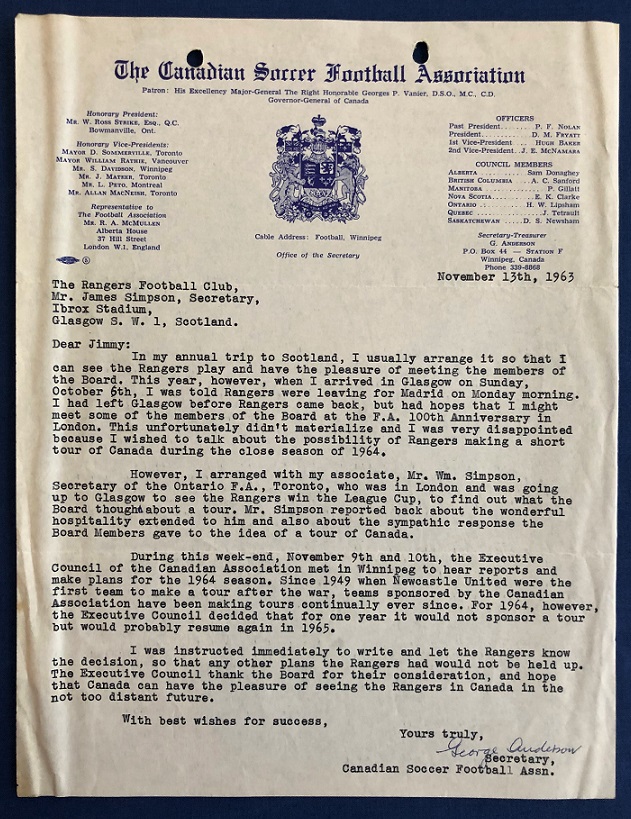 The Canadian Soccer Football Association
Patron: His Excellency Major-General The Right Honorable Georges P. Vanier, D.S.O., M.C., C.D.
Governor-General of Canada
Honorary President:
Mr. W. Ross Strike, Esq., Q.C.
Bowmanville, Ont.
Honorary Vice-Presidents:
Mayor D. Sommerville, Toronto
Mayor William Rathie, Vancouver
Mr. S. Davidson, Winnipeg
Mr. J. Mateer, Toronto
Mr. L. Peto, Montreal
Mr. Allan MacNeish, Toronto
Representative to
The Football Association
Mr. R. A. McMullen
Alberta House
37 Hill Street
London W.1, England
Cable Address: Football, Winnipeg
Office of the Secretary
OFFICERS
Past President....... P. F. Nolan
President............ D. M. Fryatt
1st Vice-President... Hugh Baker
2nd Vice-President.. J. E. McNamara
COUNCIL MEMBERS
Alberta........... Sam Donaghey
British Columbia... A. C. Sanford
Manitoba........... P. Gillatt
Nova Scotia........ E. K. Clarke
Ontario........ H. W. Lipsham
Quebec........... J. Tetrault
Saskatchewan... D. S. Newsham
Secretary-Treasurer
G. Anderson
P.O. Box 44 — Station F
Winnipeg, Canada
Phone 339-8868
November 13th, 1963
The Rangers Football Club,
Mr. James Simpson, Secretary,
Ibrox Stadium,
Glasgow S. W. 1, Scotland.
Dear Jimmy:
In my annual trip to Scotland, I usually arrange it so that I
can see the Rangers play and have the pleasure of meeting the members of
the Board. This year, however, when I arrived in Glasgow on Sunday,
October 6th, I was told Rangers were leaving for Madrid on Monday morning.
I had left Glasgow before Rangers came back, but had hopes that I might
meet some of the members of the Board at the F.A. 100th Anniversary in
London. This unfortunately didn't materialize and I was very disappointed
because I wished to talk about the possibility of Rangers making a short
tour of Canada during the close season of 1964.
However, I arranged with my associate, Mr. Wm. Simpson,
Secretary of the Ontario F.A., Toronto, who was in London and was going
up to Glasgow to see the Rangers win the League Cup, to find out what the
Board thought about a tour. Mr. Simpson reported back about the wonderful
hospitality extended to him and also about the sympathic response the
Board Members gave to the idea of a tour of Canada.
During this week-end, November 9th and 10th, the Executive
Council of the Canadian Association met in Winnipeg to hear reports and
make plans for the 1964 season. Since 1949 when Newcastle United were the
first team to make a tour after the war, teams sponsored by the Canadian
Association have been making tours continually ever since. For 1964, however,
the Executive Council decided that for one year it would not sponsor a tour
but would probably resume again in 1965.
I was instructed immediately to write and let the Rangers know
the decision, so that any other plans the Rangers had would not be held up.
The Executive Council thank the Board for their consideration, and hope
that Canada can have the pleasure of seeing the Rangers in Canada in the
not too distant future.
With best wishes for success,
Yours truly,
George Anderson
Secretary,
Canadian Soccer Football Assn.